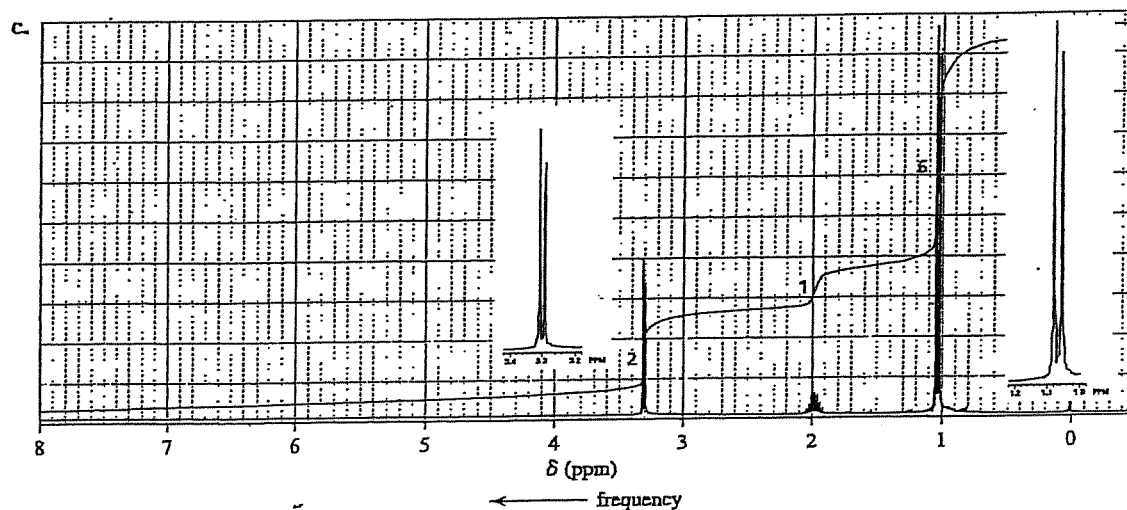 c.
6
1
2
3.4 3.3 3.2 PPM
1.2 1.1 1.0 PPM
8 7 6 5 4 3 2 1 0
δ (ppm)
← frequency